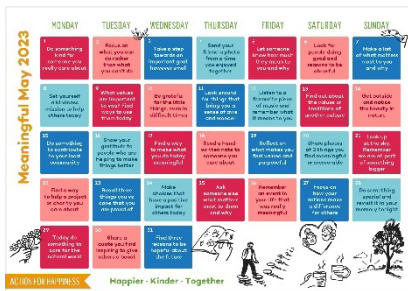 Meaningful May 2023
MONDAY TUESDAY WEDNESDAY THURSDAY FRIDAY SATURDAY SUNDAY
1
Do something
kind for
someone you
really care about
2
Focus on
what you can
do rather
than what
you can't do
3
Take a step
towards an
important goal,
however small
4
Send your
friend a photo
from a time
you enjoyed
together
5
Let someone
know how much
they mean to
you and why
6
Look for
people doing
good and
reasons to be
cheerful
7
Make a list
of what matters
most to you
and why
8
Set yourself
a kindness
mission to help
others today
9
What values are
important to
you? Find
ways to use
them today
10
Be grateful
for the little
things, even in
difficult times
11
Look around
for things that
bring you a
sense of awe
and wonder
12
Listen to a
favourite piece
of music and
remember what
it means to you
13
Find out about
the values or
traditions of
another culture
14
Get outside
and notice
the beauty in
nature
15
Do something
to contribute
to your local
community
16
Show your
gratitude to
people who are
helping to make
things better
17
Find a way
to make what
you do today
meaningful
18
Send a hand
written note to
someone you
care about
19
Reflect on
what makes you
feel valued and
purposeful
20
Share photos
of 3 things you
find meaningful
or memorable
21
Look up
at the sky.
Remember
we are all part
of something
bigger
22
Find a way
to help a project
or charity you
care about
23
Recall three
things you've
done that you
are proud of
24
Make
choices that
have a positive
impact for
others today
25
Ask
someone else
what matters
most to them
and why
26
Remember
an event in
your life that
was really
meaningful
27
Focus on
how your
actions make
a difference
for others
28
Do something
special and
revisit it in your
memory tonight
29
Today do
something to
care for the
natural world
30
Share a
quote you find
inspiring to give
others a boost
31
Find three
reasons to be
hopeful about
the future
ACTION FOR HAPPINESS
Happier · Kinder · Together